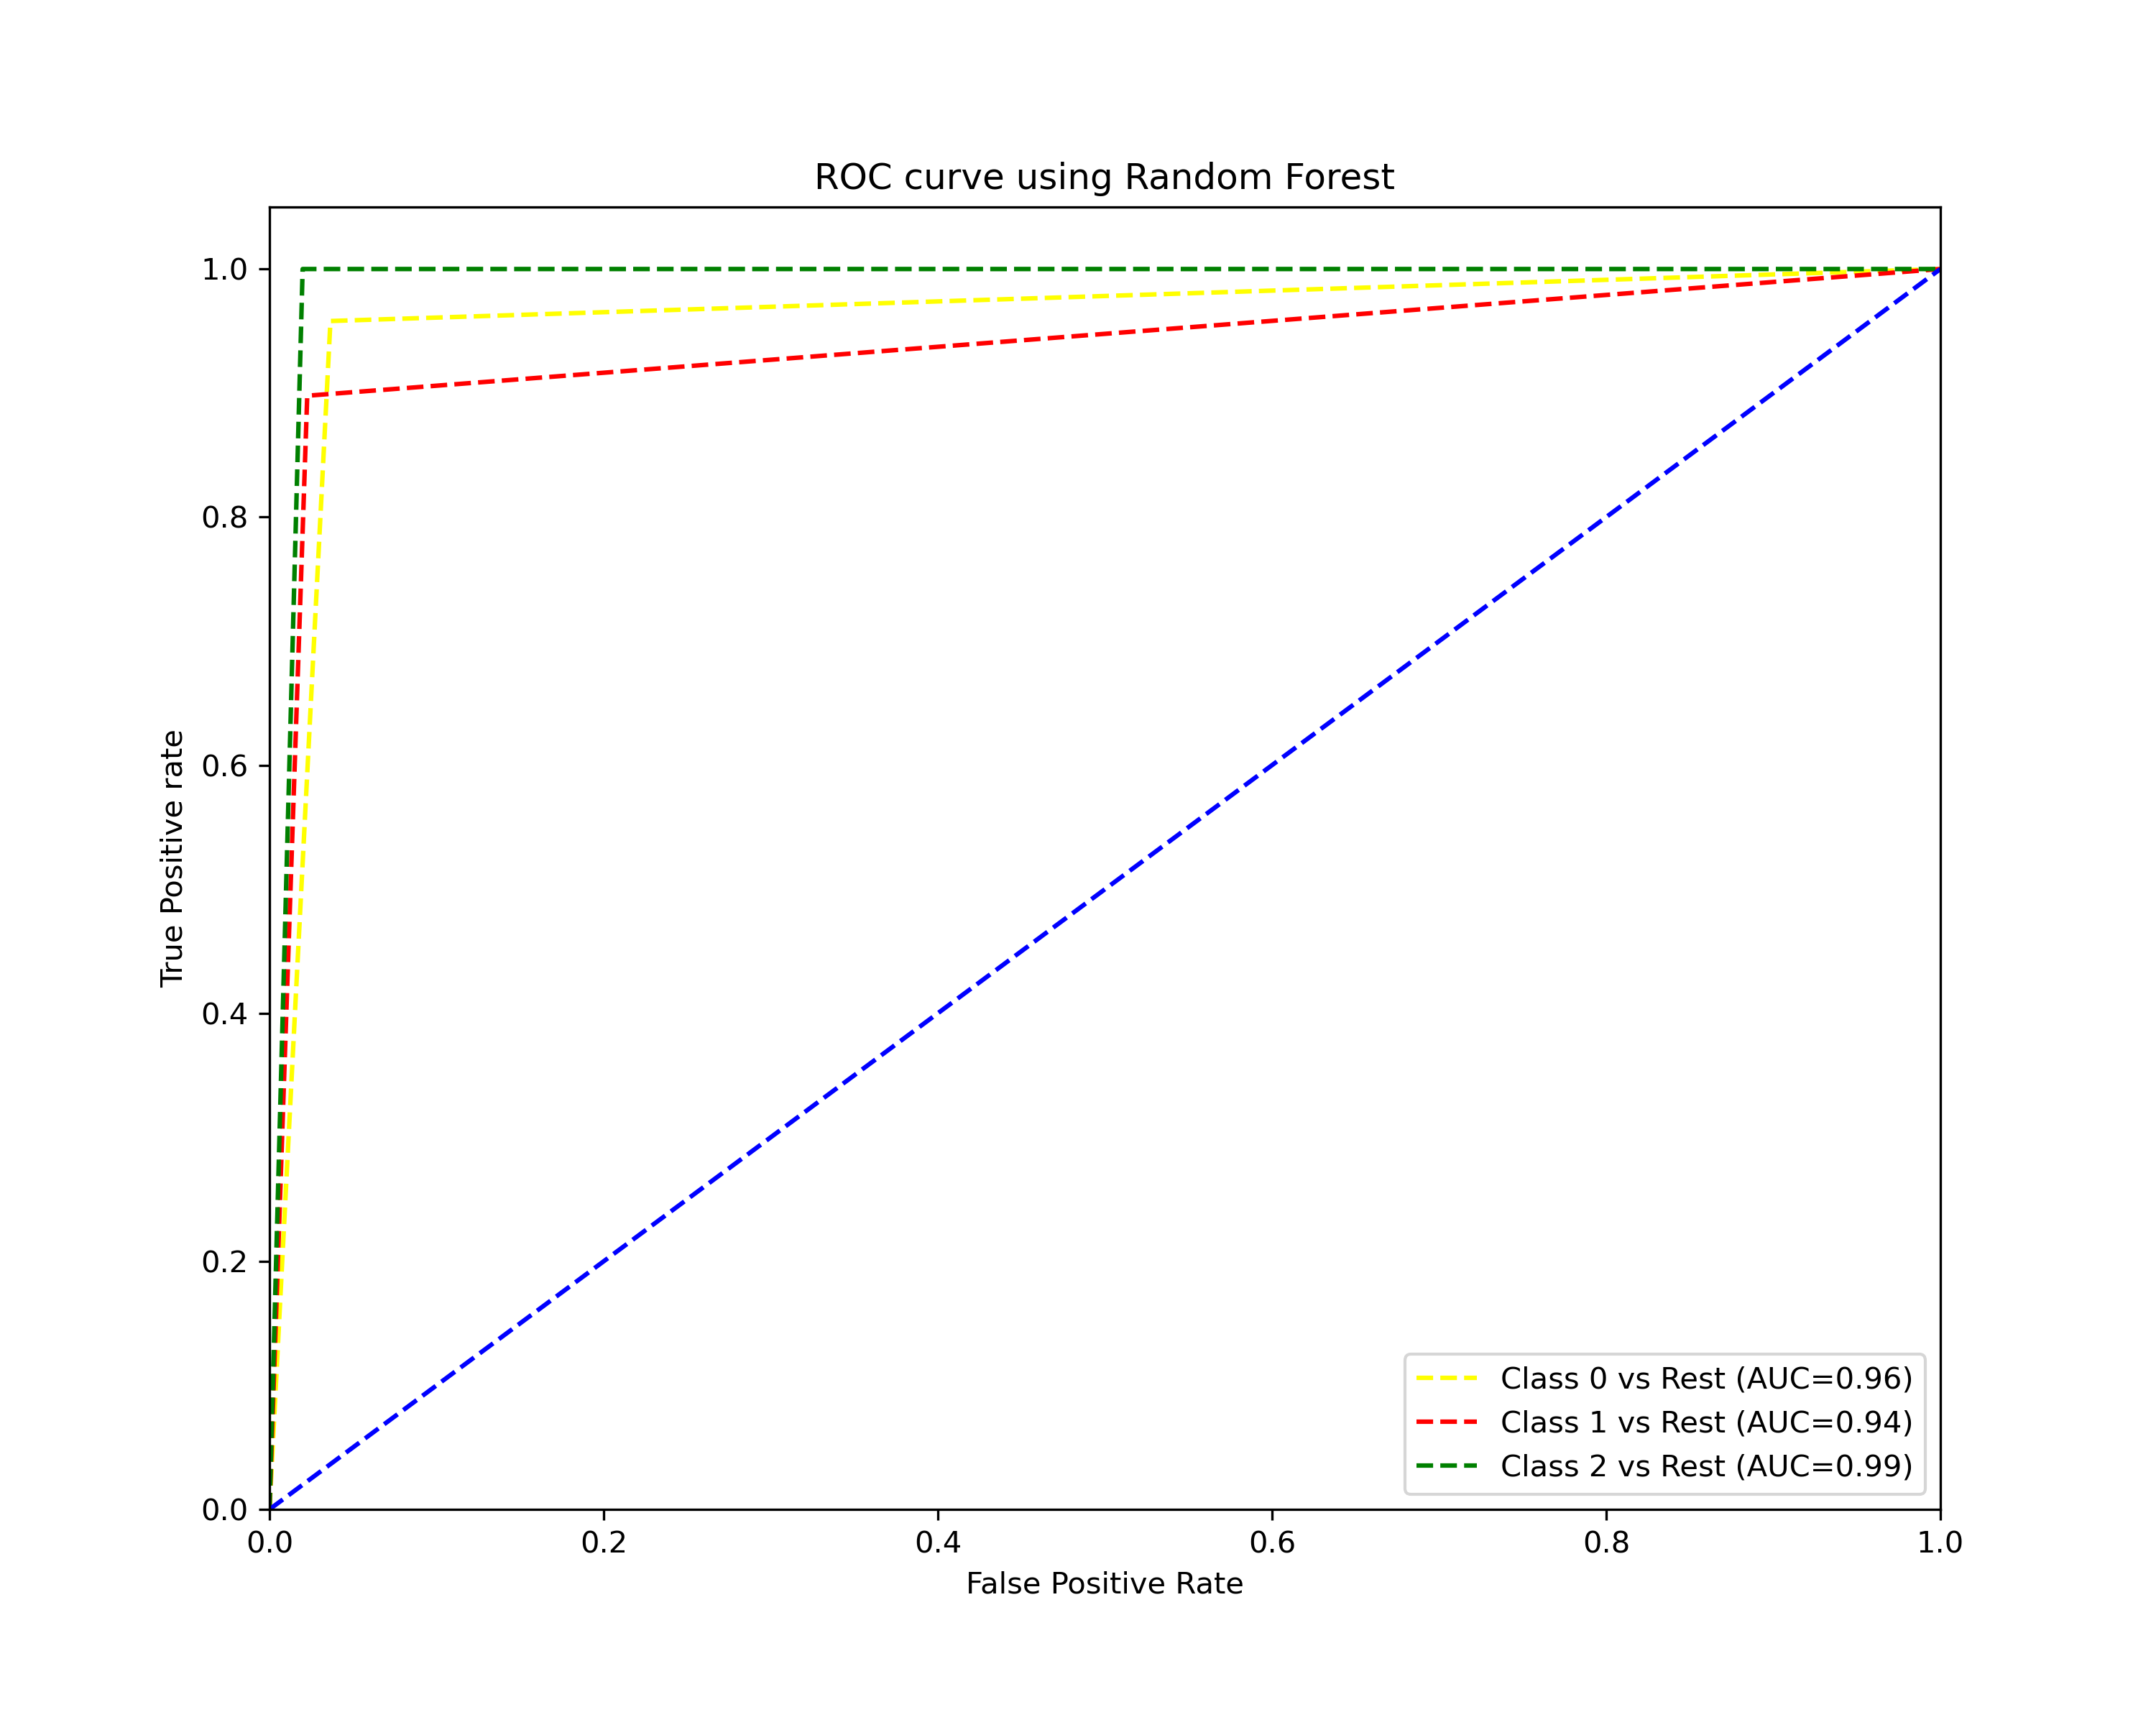 ROC curve using Random Forest
True Positive rate
1.0
0.8
0.6
0.4
0.2
0.0
0.0 0.2 0.4 0.6 0.8 1.0
False Positive Rate
Class 0 vs Rest (AUC=0.96)
Class 1 vs Rest (AUC=0.94)
Class 2 vs Rest (AUC=0.99)